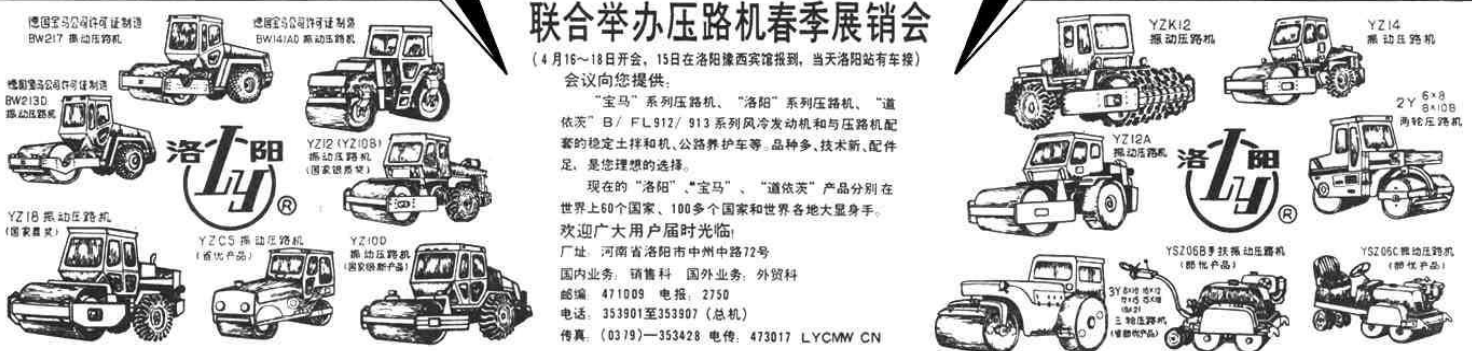 德国宝马公司许可证制造
BW217 振动压路机
德国宝马公司许可证制造
BW141AD 振动压路机
德国宝马公司许可证制造
BW213D
振动压路机
YZ12(YZ10B)
振动压路机
(国家银质奖)
洛 Ly 阳
®
YZ18 振动压路机
YZC5 振动压路机
(省优产品)
YZ10D
振动压路机
(国家级新产品)
联合举办压路机春季展销会
(4月16~18日开会，15日在洛阳豫西宾馆报到，当天洛阳站有车接)
会议向您提供：
“宝马”系列压路机、“洛阳”系列压路机、“道
依茨”B/FL912/913系列风冷发动机和与压路机配
套的稳定土拌和机、公路养护车等。品种多、技术新、配件
足，是您理想的选择。
现在的“洛阳”、“宝马”、“道依茨”产品分别在
世界上60个国家、100多个国家和世界各地大显身手。
欢迎广大用户届时光临！
厂址：河南省洛阳市中州中路72号
国内业务：销售科 国外业务：外贸科
邮编：471009 电报：2750
电话：353901至353907(总机)
传真：(0379)—353428 电传：473017 LYCMW CN
YZK12
振动压路机
YZ14
振动压路机
2Y 6×8
8×10B
两轮压路机
YZ12A
振动压路机
洛 Ly 阳
®
YSZ06B手扶振动压路机
(部优产品)
YSZ06C振动压路机
(部优产品)
3Y
三轮压路机